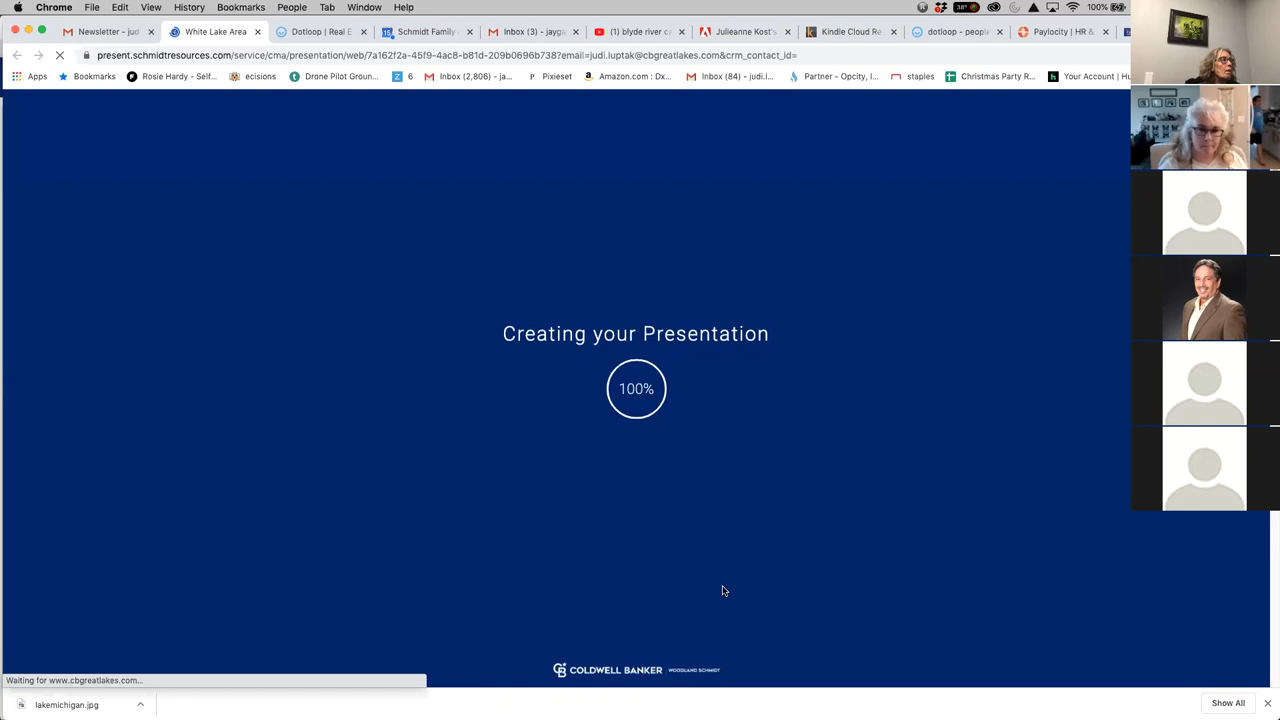 Chrome File Edit View History Bookmarks People Tab Window Help 38° 100%
Newsletter - jud White Lake Area Dotloop | Real E Schmidt Family Inbox (3) - jayga (1) blyde river c Julieanne Kost's Kindle Cloud Re dotloop - people Paylocity | HR &
present.schmidtresources.com/service/cma/presentation/web/7a162f2a-45f9-4ac8-b81d-209b0696b738?email=judi.luptak@cbgreatlakes.com&crm_contact_id=
Apps Bookmarks Rosie Hardy - Self... ecisions Drone Pilot Groun... 6 Inbox (2,806) - ja... Pixieset Amazon.com : Dx... Inbox (84) - judi.l... Partner - Opcity, I... staples Christmas Party R... Your Account | Hu
Creating your Presentation
100%
CB COLDWELL BANKER WOODLAND SCHMIDT
Waiting for www.cbgreatlakes.com...
lakemichigan.jpg
Show All